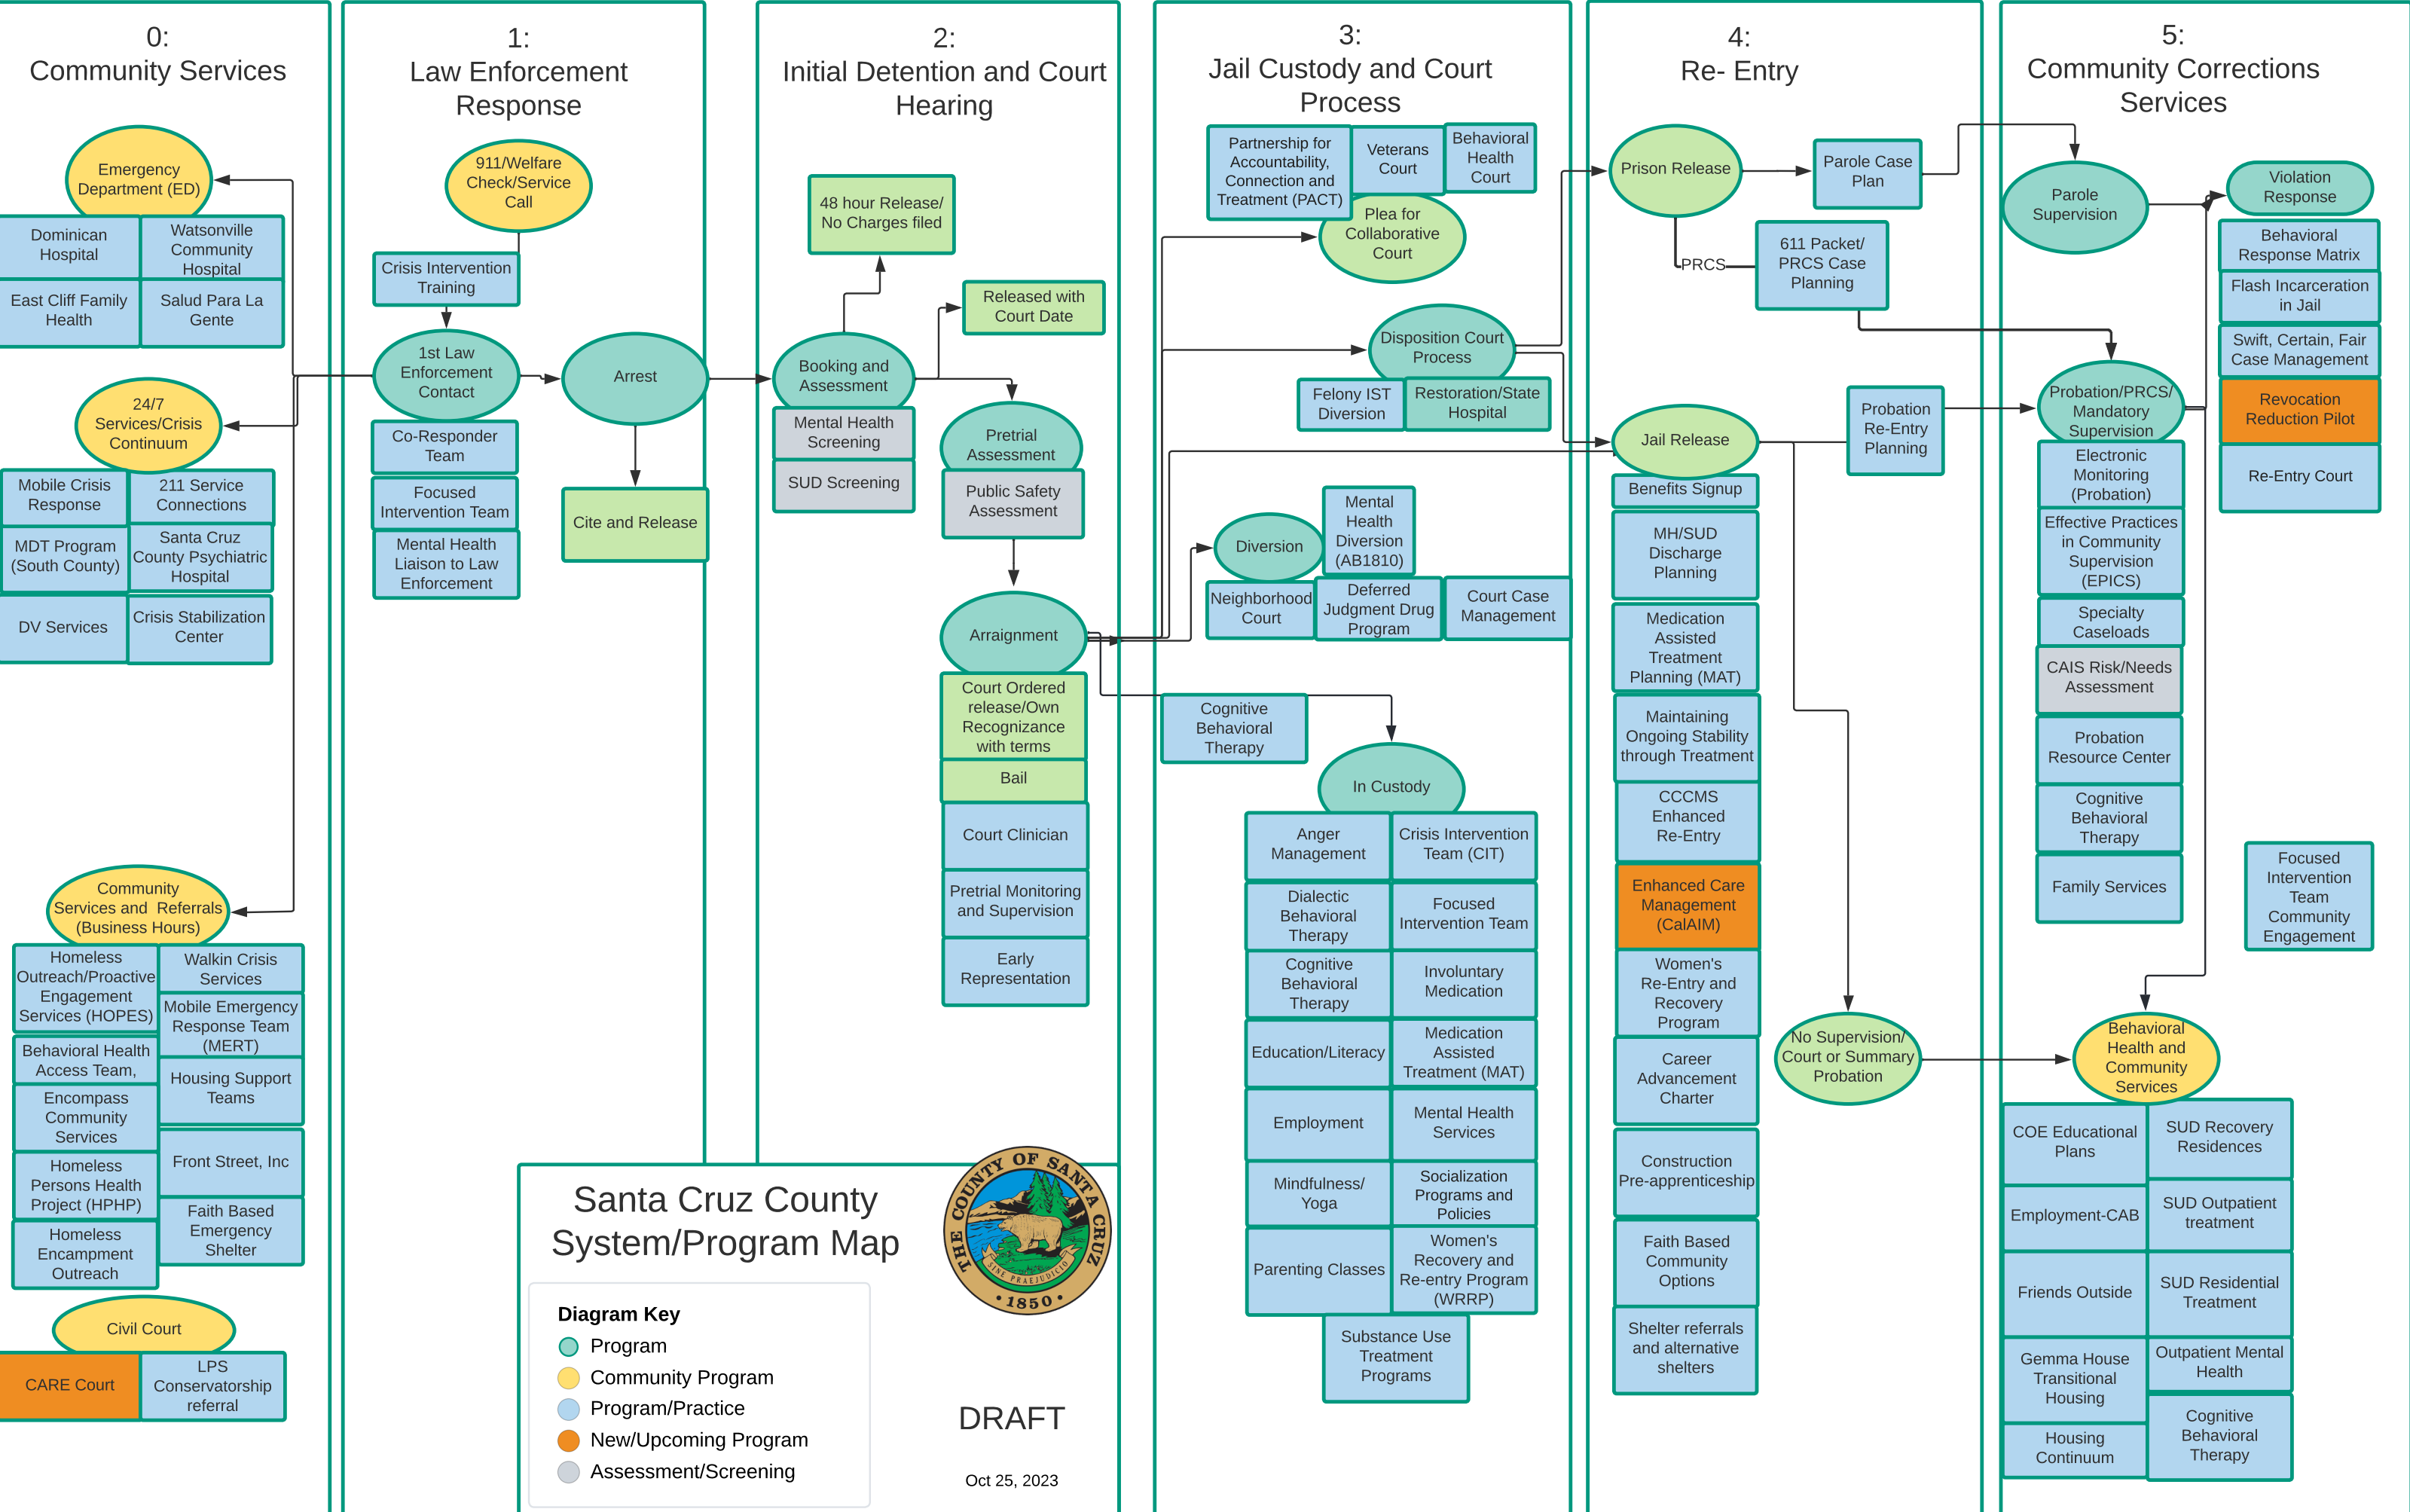 0:
Community Services
Emergency
Department (ED)
Dominican
Hospital
Watsonville
Community
Hospital
East Cliff Family
Health
Salud Para La
Gente
24/7
Services/Crisis
Continuum
Mobile Crisis
Response
211 Service
Connections
MDT Program
(South County)
Santa Cruz
County Psychiatric
Hospital
DV Services
Crisis Stabilization
Center
Community
Services and Referrals
(Business Hours)
Homeless
Outreach/Proactive
Engagement
Services (HOPES)
Walkin Crisis
Services
Mobile Emergency
Response Team
(MERT)
Behavioral Health
Access Team,
Housing Support
Teams
Encompass
Community
Services
Front Street, Inc
Homeless
Persons Health
Project (HPHP)
Faith Based
Emergency
Shelter
Homeless
Encampment
Outreach
Civil Court
CARE Court
LPS
Conservatorship
referral
1:
Law Enforcement
Response
911/Welfare
Check/Service
Call
Crisis Intervention
Training
1st Law
Enforcement
Contact
Arrest
Co-Responder
Team
Focused
Intervention Team
Mental Health
Liaison to Law
Enforcement
Cite and Release
2:
Initial Detention and Court
Hearing
48 hour Release/
No Charges filed
Released with
Court Date
Booking and
Assessment
Mental Health
Screening
SUD Screening
Pretrial
Assessment
Public Safety
Assessment
Arraignment
Court Ordered
release/Own
Recognizance
with terms
Bail
Court Clinician
Pretrial Monitoring
and Supervision
Early
Representation
3:
Jail Custody and Court
Process
Partnership for
Accountability,
Connection and
Treatment (PACT)
Veterans
Court
Behavioral
Health
Court
Plea for
Collaborative
Court
Disposition Court
Process
Felony IST
Diversion
Restoration/State
Hospital
Diversion
Mental
Health
Diversion
(AB1810)
Neighborhood
Court
Deferred
Judgment Drug
Program
Court Case
Management
Cognitive
Behavioral
Therapy
In Custody
Anger
Management
Crisis Intervention
Team (CIT)
Dialectic
Behavioral
Therapy
Focused
Intervention Team
Cognitive
Behavioral
Therapy
Involuntary
Medication
Education/Literacy
Medication
Assisted
Treatment (MAT)
Employment
Mental Health
Services
Mindfulness/
Yoga
Socialization
Programs and
Policies
Parenting Classes
Women's
Recovery and
Re-entry Program
(WRRP)
Substance Use
Treatment
Programs
4:
Re- Entry
Prison Release
Parole Case
Plan
PRCS
611 Packet/
PRCS Case
Planning
Jail Release
Probation
Re-Entry
Planning
Benefits Signup
MH/SUD
Discharge
Planning
Medication
Assisted
Treatment
Planning (MAT)
Maintaining
Ongoing Stability
through Treatment
CCCMS
Enhanced
Re-Entry
Enhanced Care
Management
(CalAIM)
Women's
Re-Entry and
Recovery
Program
Career
Advancement
Charter
Construction
Pre-apprenticeship
Faith Based
Community
Options
Shelter referrals
and alternative
shelters
No Supervision/
Court or Summary
Probation
5:
Community Corrections
Services
Parole
Supervision
Violation
Response
Behavioral
Response Matrix
Flash Incarceration
in Jail
Swift, Certain, Fair
Case Management
Revocation
Reduction Pilot
Re-Entry Court
Probation/PRCS/
Mandatory
Supervision
Electronic
Monitoring
(Probation)
Effective Practices
in Community
Supervision
(EPICS)
Specialty
Caseloads
CAIS Risk/Needs
Assessment
Probation
Resource Center
Cognitive
Behavioral
Therapy
Family Services
Focused
Intervention
Team
Community
Engagement
Behavioral
Health and
Community
Services
COE Educational
Plans
SUD Recovery
Residences
Employment-CAB
SUD Outpatient
treatment
Friends Outside
SUD Residential
Treatment
Gemma House
Transitional
Housing
Outpatient Mental
Health
Housing
Continuum
Cognitive
Behavioral
Therapy
Santa Cruz County
System/Program Map
THE COUNTY OF SANTA CRUZ
SINE PRAEJUDICIO
• 1850 •
Diagram Key
Program
Community Program
Program/Practice
New/Upcoming Program
Assessment/Screening
DRAFT
Oct 25, 2023